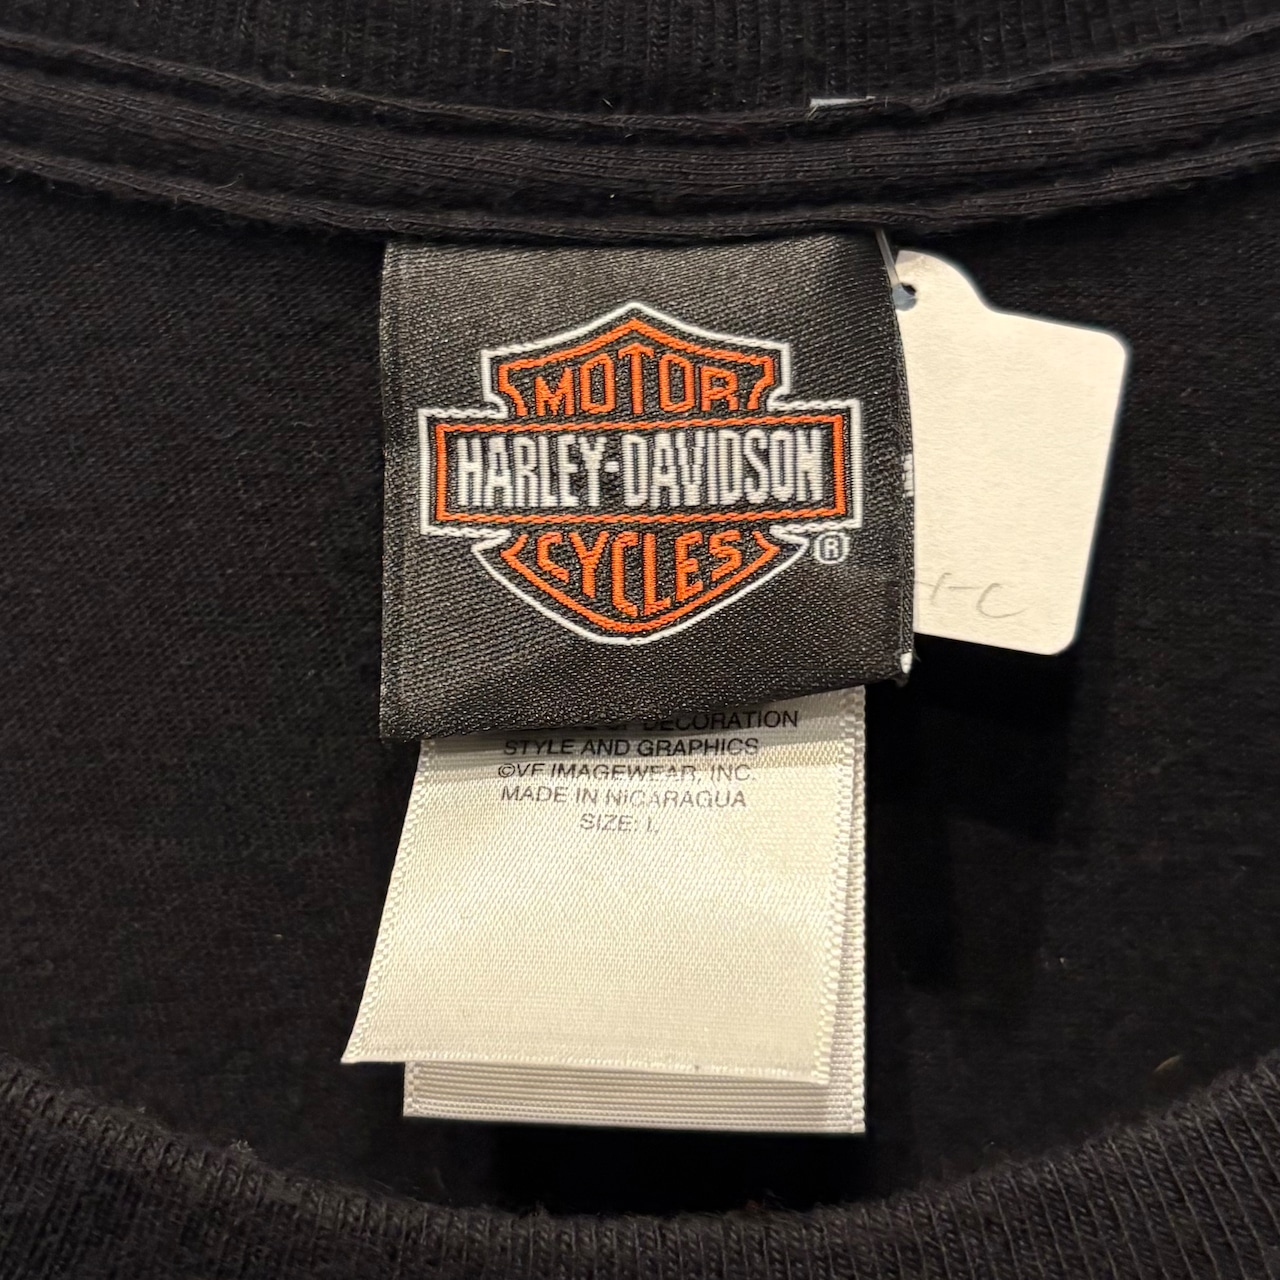 MOTOR
HARLEY-DAVIDSON
CYCLES
®
DECORATION
STYLE AND GRAPHICS
©VF IMAGEWEAR, INC.
MADE IN NICARAGUA
SIZE: L